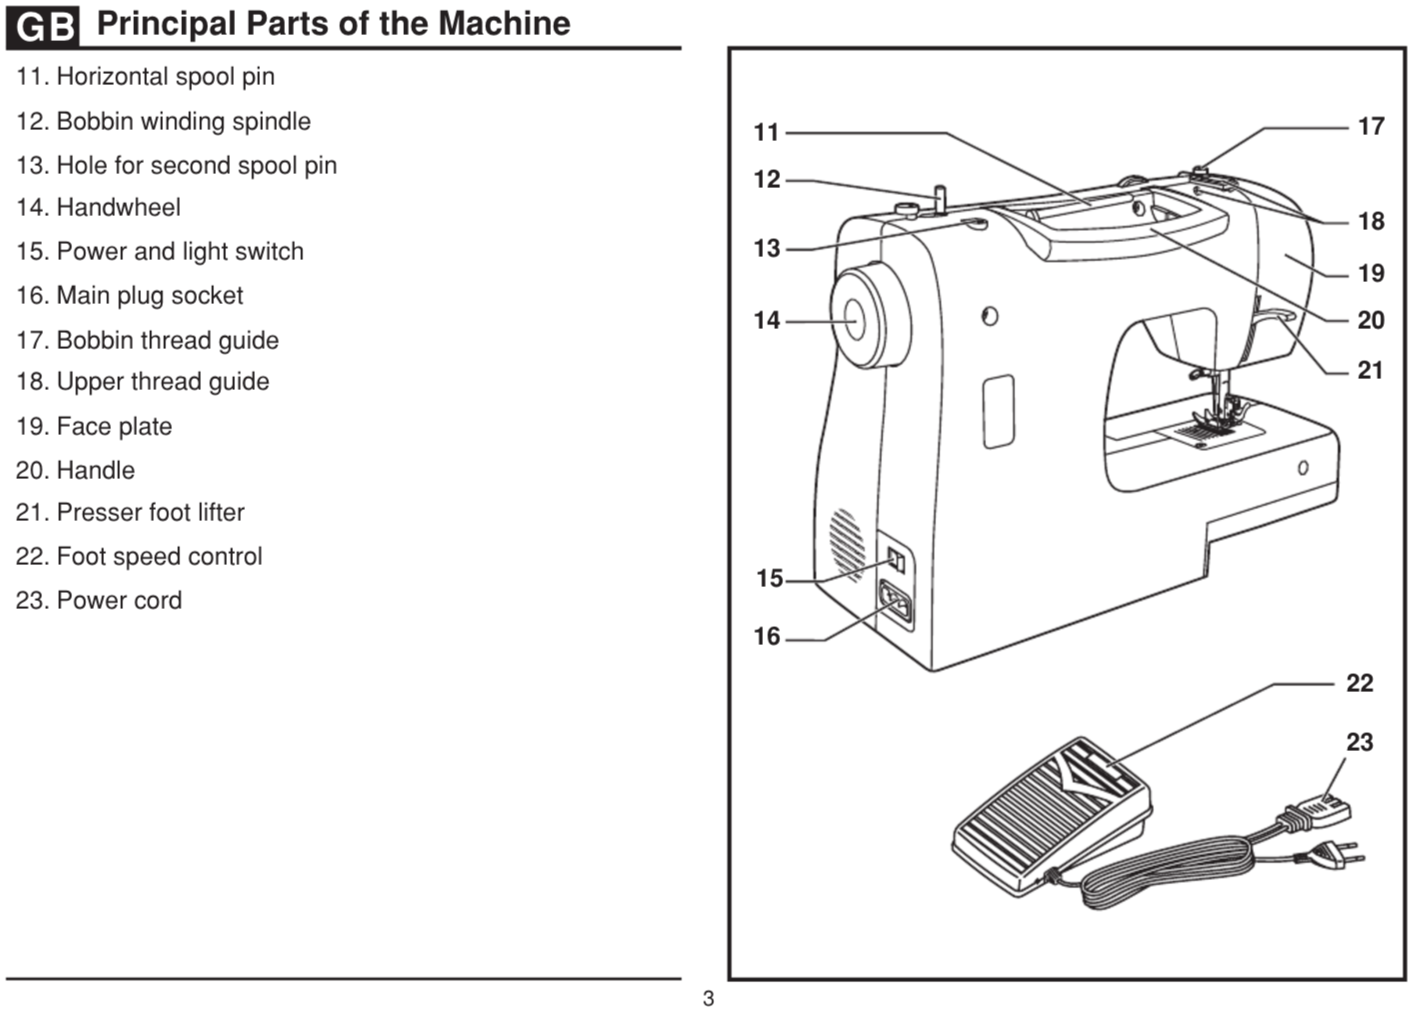 GB Principal Parts of the Machine
11. Horizontal spool pin
12. Bobbin winding spindle
13. Hole for second spool pin
14. Handwheel
15. Power and light switch
16. Main plug socket
17. Bobbin thread guide
18. Upper thread guide
19. Face plate
20. Handle
21. Presser foot lifter
22. Foot speed control
23. Power cord
11
12
13
14
15
16
17
18
19
20
21
22
23
3